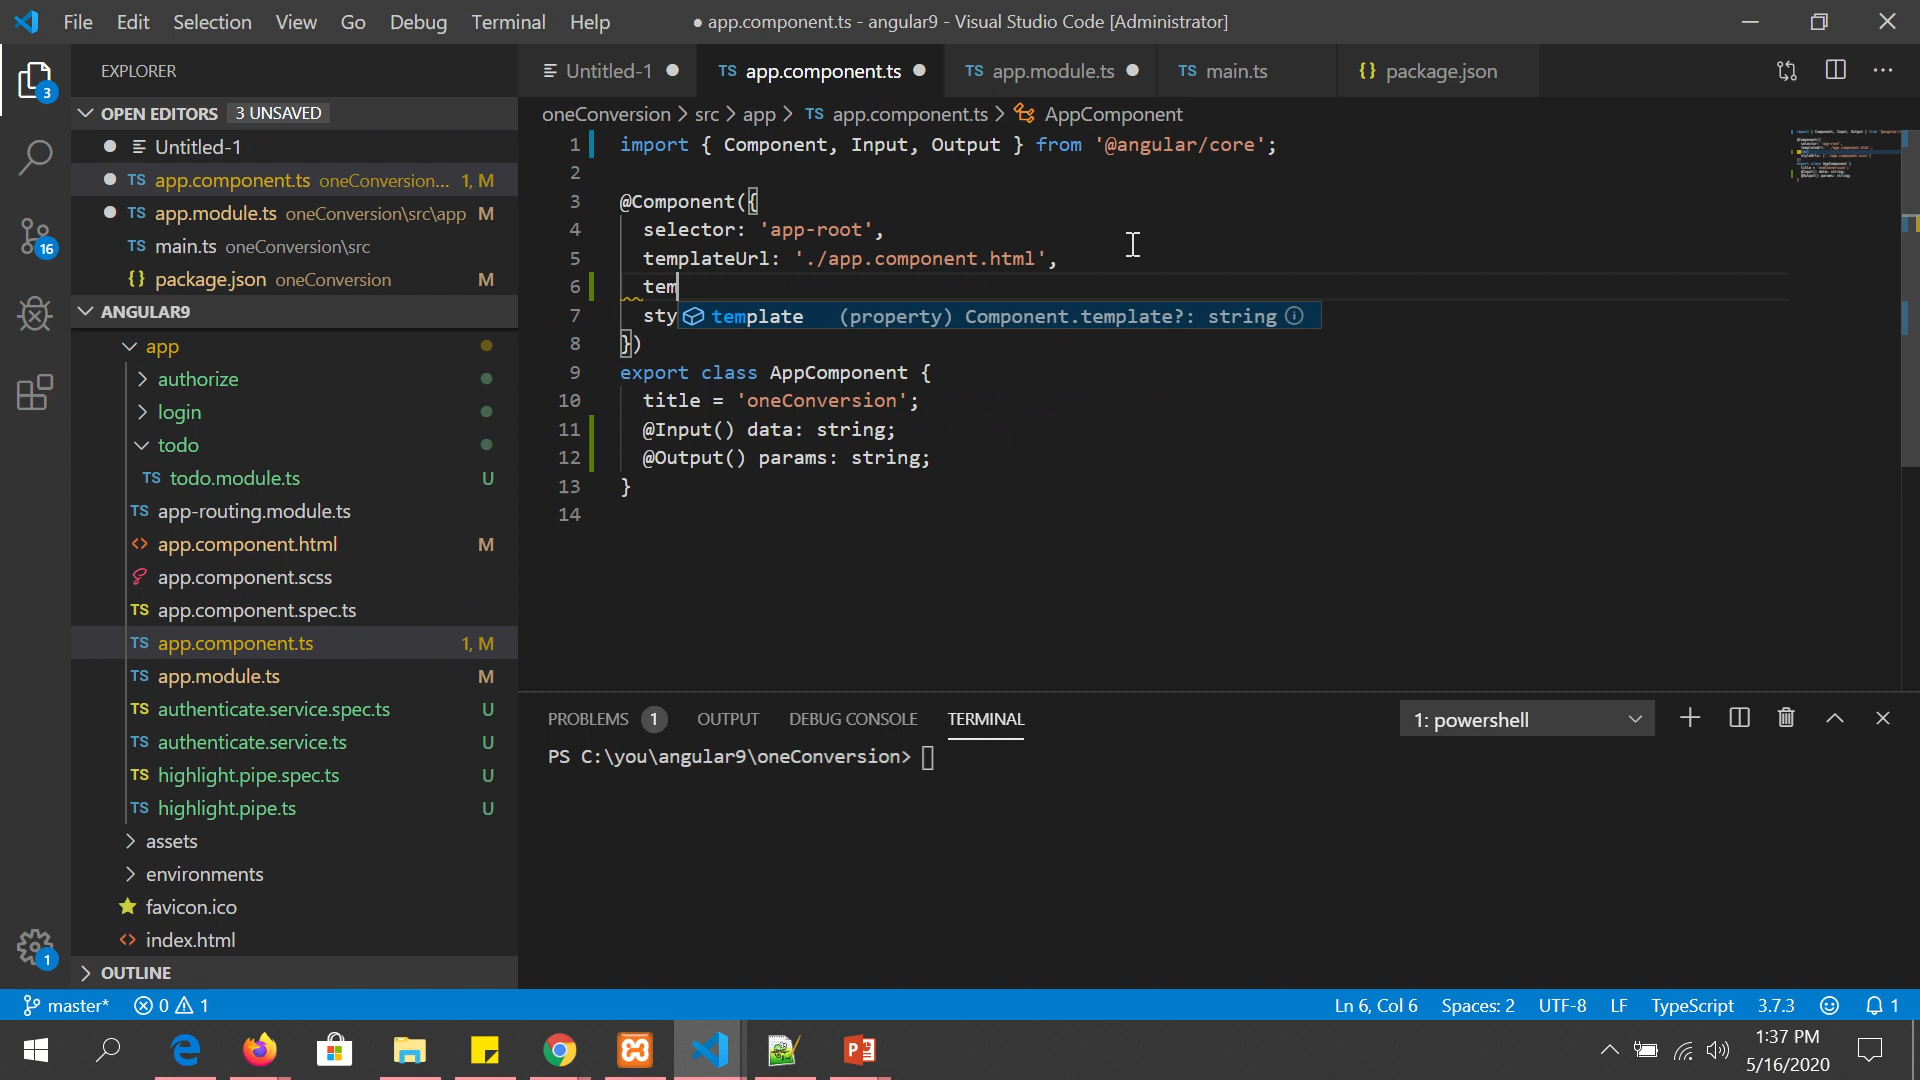 File Edit Selection View Go Debug Terminal Help
● app.component.ts - angular9 - Visual Studio Code [Administrator]
EXPLORER
OPEN EDITORS 3 UNSAVED
Untitled-1
TS app.component.ts oneConversion... 1, M
TS app.module.ts oneConversion\src\app M
TS main.ts oneConversion\src
{} package.json oneConversion M
ANGULAR9
app
authorize
login
todo
TS todo.module.ts U
TS app-routing.module.ts
<> app.component.html M
app.component.scss
TS app.component.spec.ts
TS app.component.ts 1, M
TS app.module.ts M
TS authenticate.service.spec.ts U
TS authenticate.service.ts U
TS highlight.pipe.spec.ts U
TS highlight.pipe.ts U
assets
environments
favicon.ico
<> index.html
OUTLINE
3
16
1
Untitled-1
TS app.component.ts
TS app.module.ts
TS main.ts
{} package.json
oneConversion > src > app > TS app.component.ts > AppComponent
1 import { Component, Input, Output } from '@angular/core';
2
3 @Component({
4 selector: 'app-root',
5 templateUrl: './app.component.html',
6 tem
7 sty
template (property) Component.template?: string
8 })
9 export class AppComponent {
10 title = 'oneConversion';
11 @Input() data: string;
12 @Output() params: string;
13 }
14
PROBLEMS 1 OUTPUT DEBUG CONSOLE TERMINAL
1: powershell
PS C:\you\angular9\oneConversion>
master* 0 1
Ln 6, Col 6 Spaces: 2 UTF-8 LF TypeScript 3.7.3 1
1:37 PM
5/16/2020